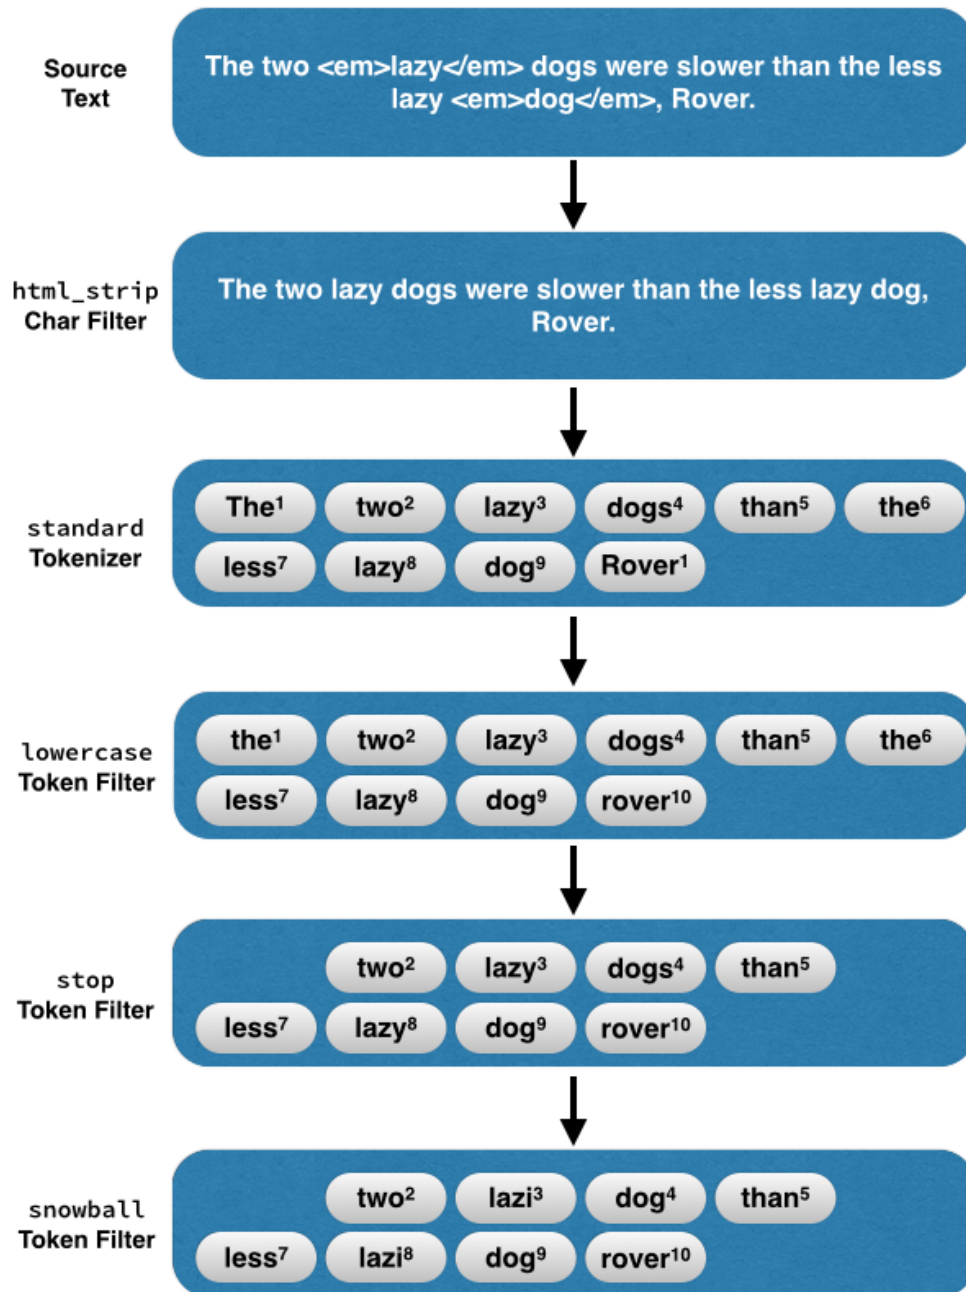 Source
Text
The two <em>lazy</em> dogs were slower than the less
lazy <em>dog</em>, Rover.
html_strip
Char Filter
The two lazy dogs were slower than the less lazy dog,
Rover.
standard
Tokenizer
The¹ two² lazy³ dogs⁴ than⁵ the⁶
less⁷ lazy⁸ dog⁹ Rover¹
lowercase
Token Filter
the¹ two² lazy³ dogs⁴ than⁵ the⁶
less⁷ lazy⁸ dog⁹ rover¹⁰
stop
Token Filter
two² lazy³ dogs⁴ than⁵
less⁷ lazy⁸ dog⁹ rover¹⁰
snowball
Token Filter
two² lazi³ dog⁴ than⁵
less⁷ lazi⁸ dog⁹ rover¹⁰